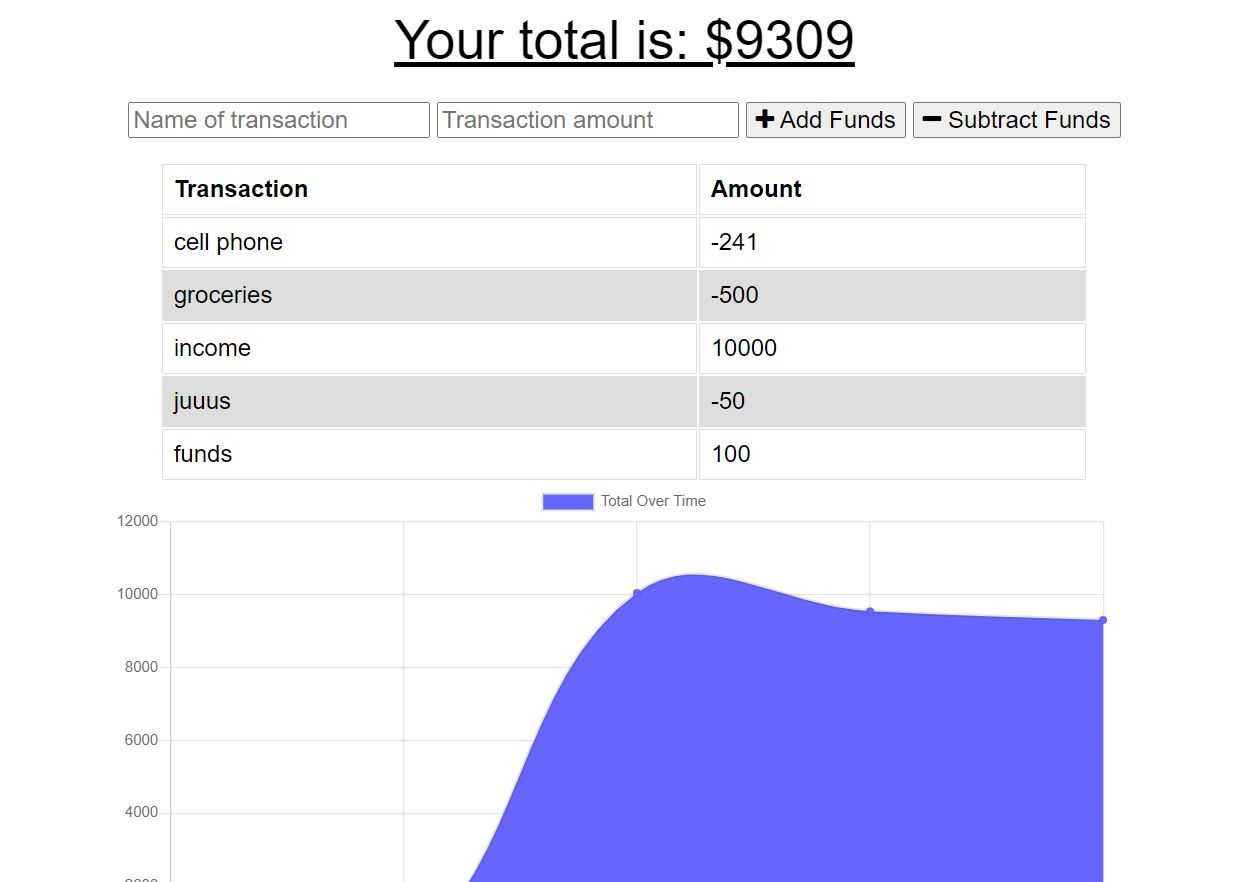 Your total is: $9309
Name of transaction Transaction amount Add Funds Subtract Funds
Transaction Amount
cell phone -241
groceries -500
income 10000
juuus -50
funds 100
Total Over Time
12000
10000
8000
6000
4000